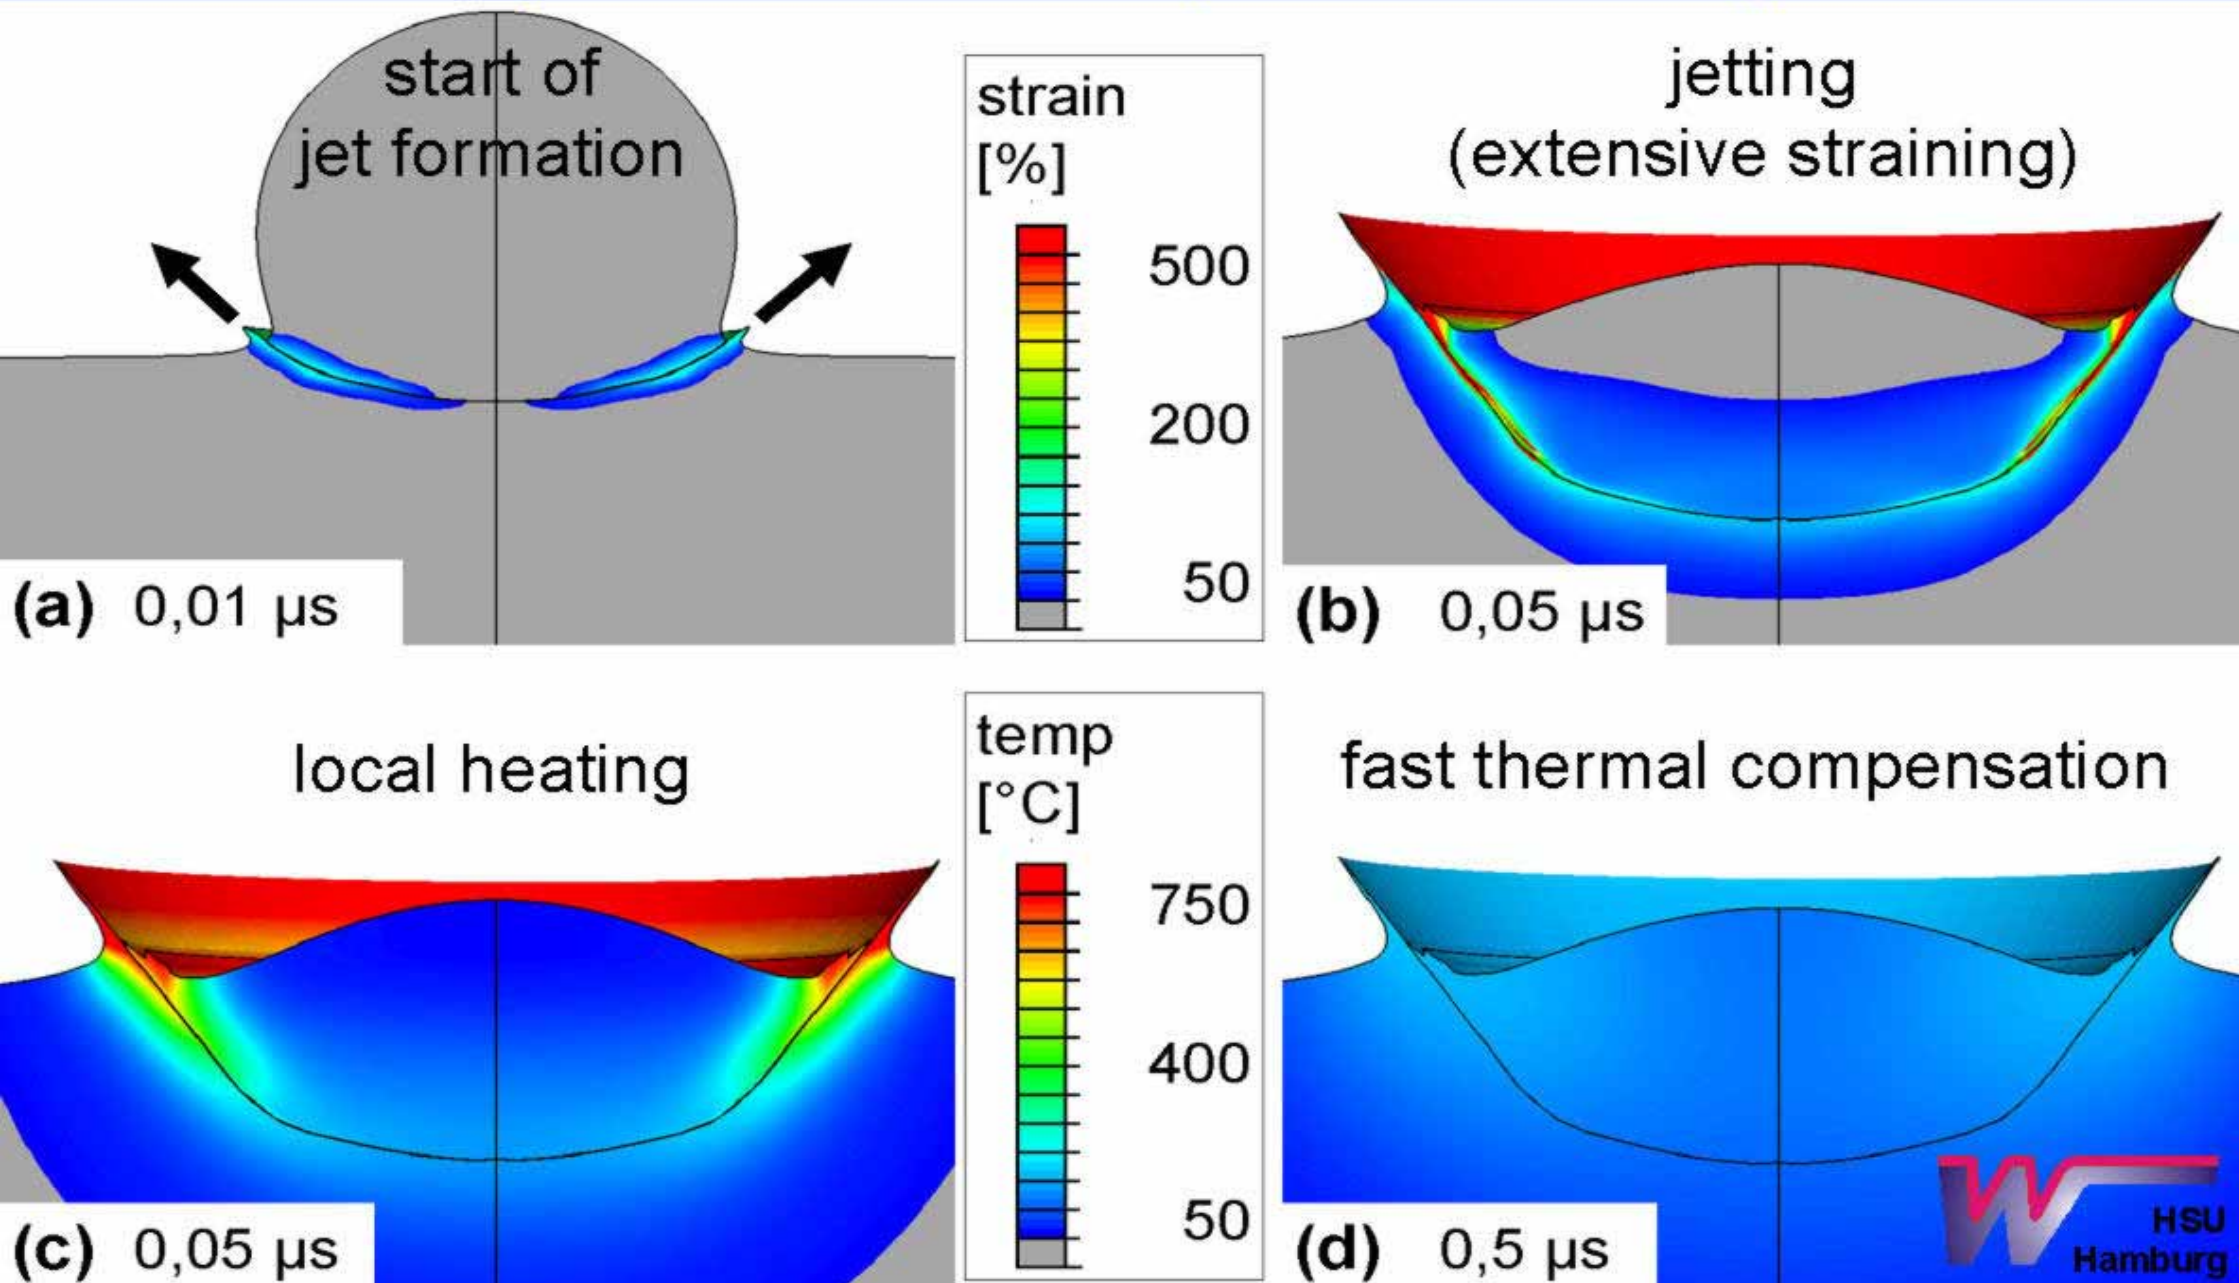 start of
jet formation
(a) 0,01 µs
strain
[%]
500
200
50
jetting
(extensive straining)
(b) 0,05 µs
local heating
(c) 0,05 µs
temp
[°C]
750
400
50
fast thermal compensation
(d) 0,5 µs
HSU
Hamburg